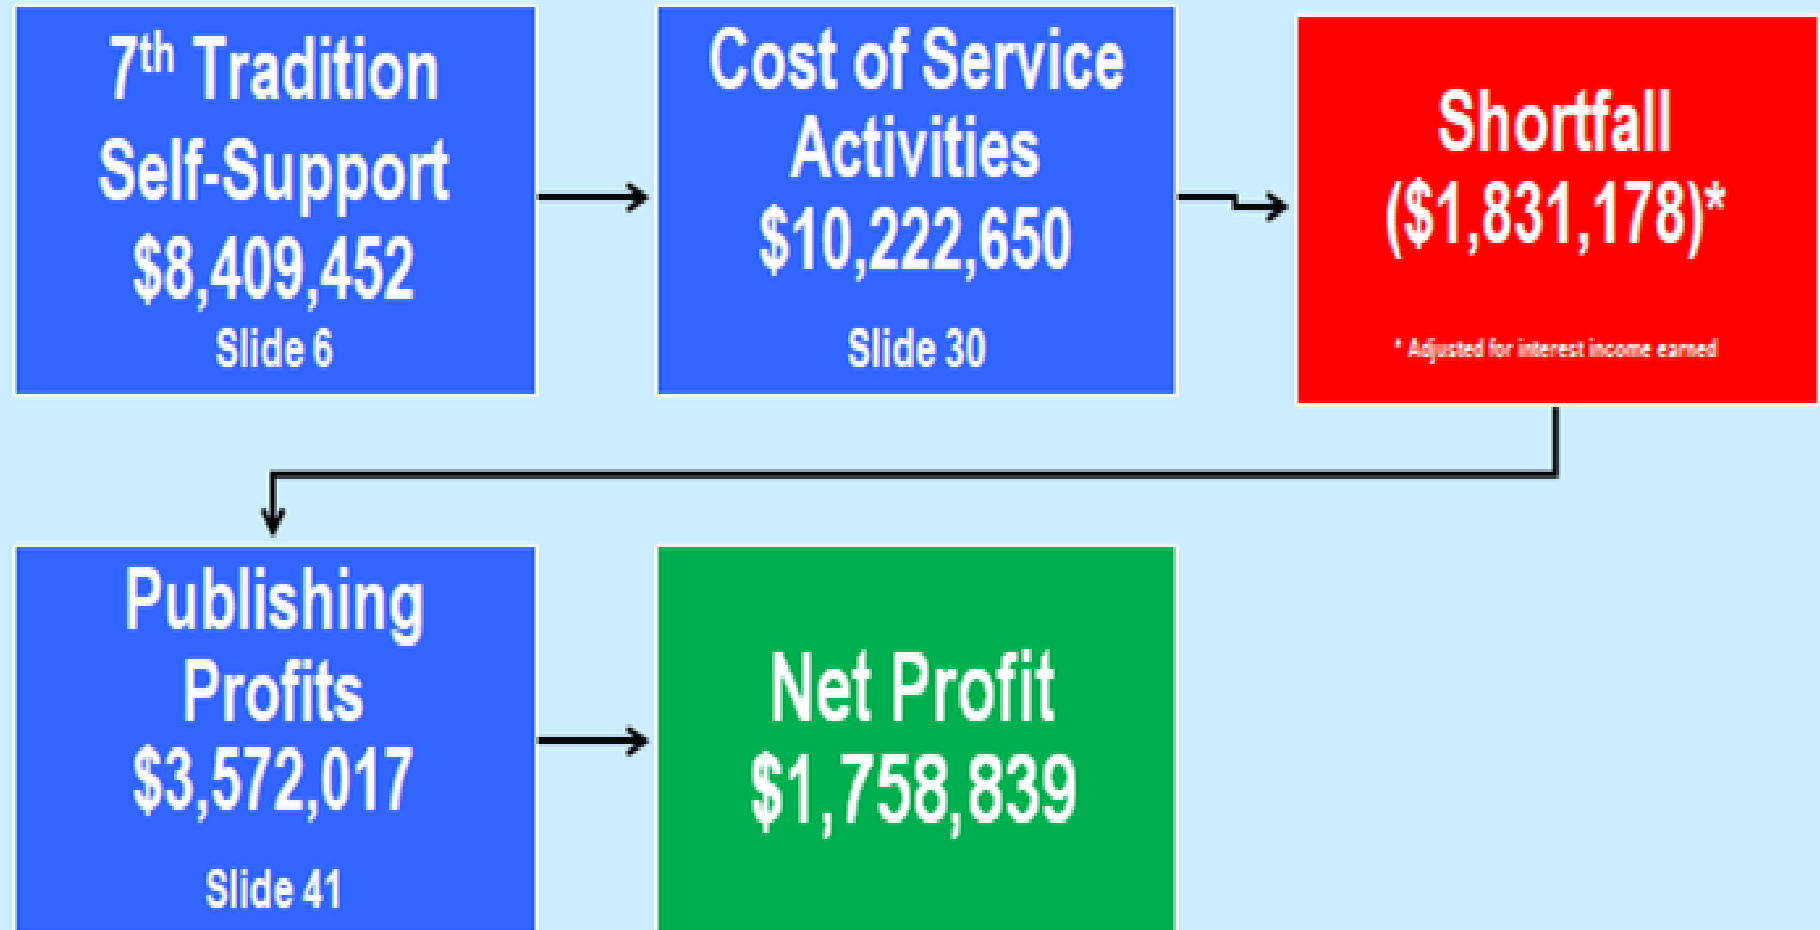 7th Tradition
Self-Support
$8,409,452
Slide 6
Cost of Service
Activities
$10,222,650
Slide 30
Shortfall
($1,831,178)*
* Adjusted for interest income earned
Publishing
Profits
$3,572,017
Slide 41
Net Profit
$1,758,839